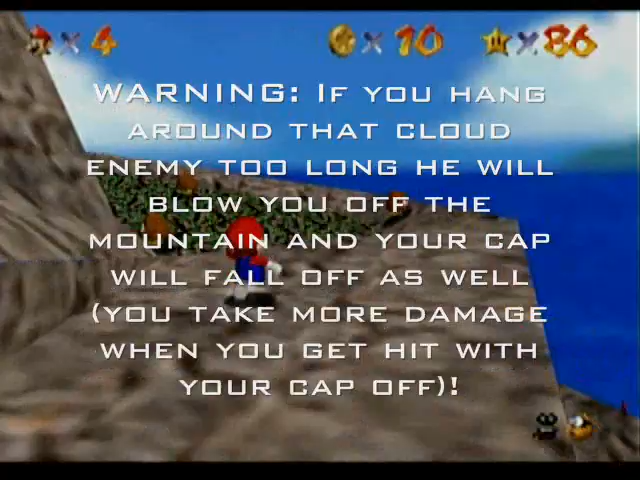 × 4 × 10 × 86
WARNING: IF YOU HANG
AROUND THAT CLOUD
ENEMY TOO LONG HE WILL
BLOW YOU OFF THE
MOUNTAIN AND YOUR CAP
WILL FALL OFF AS WELL
(YOU TAKE MORE DAMAGE
WHEN YOU GET HIT WITH
YOUR CAP OFF)!